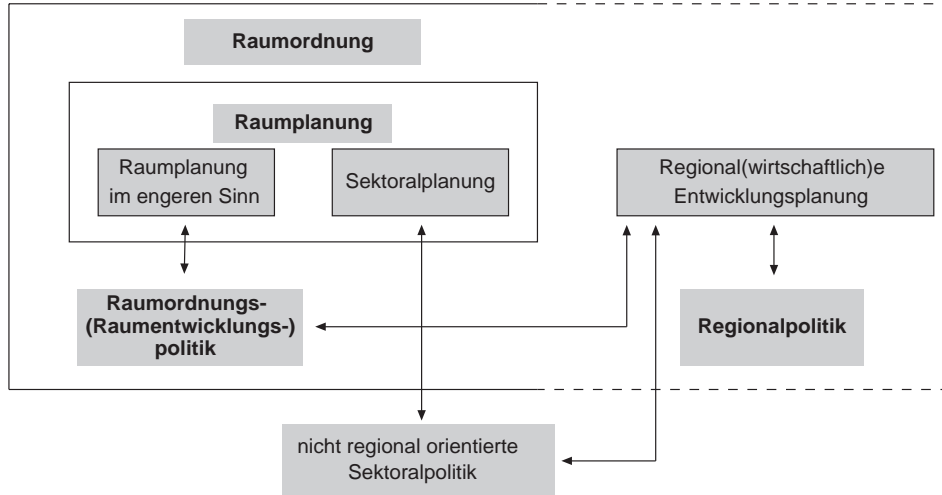 Raumordnung
Raumplanung
Raumplanung
im engeren Sinn
Sektoralplanung
Regional(wirtschaftlich)e
Entwicklungsplanung
Raumordnungs-
(Raumentwicklungs-)
politik
Regionalpolitik
nicht regional orientierte
Sektoralpolitik